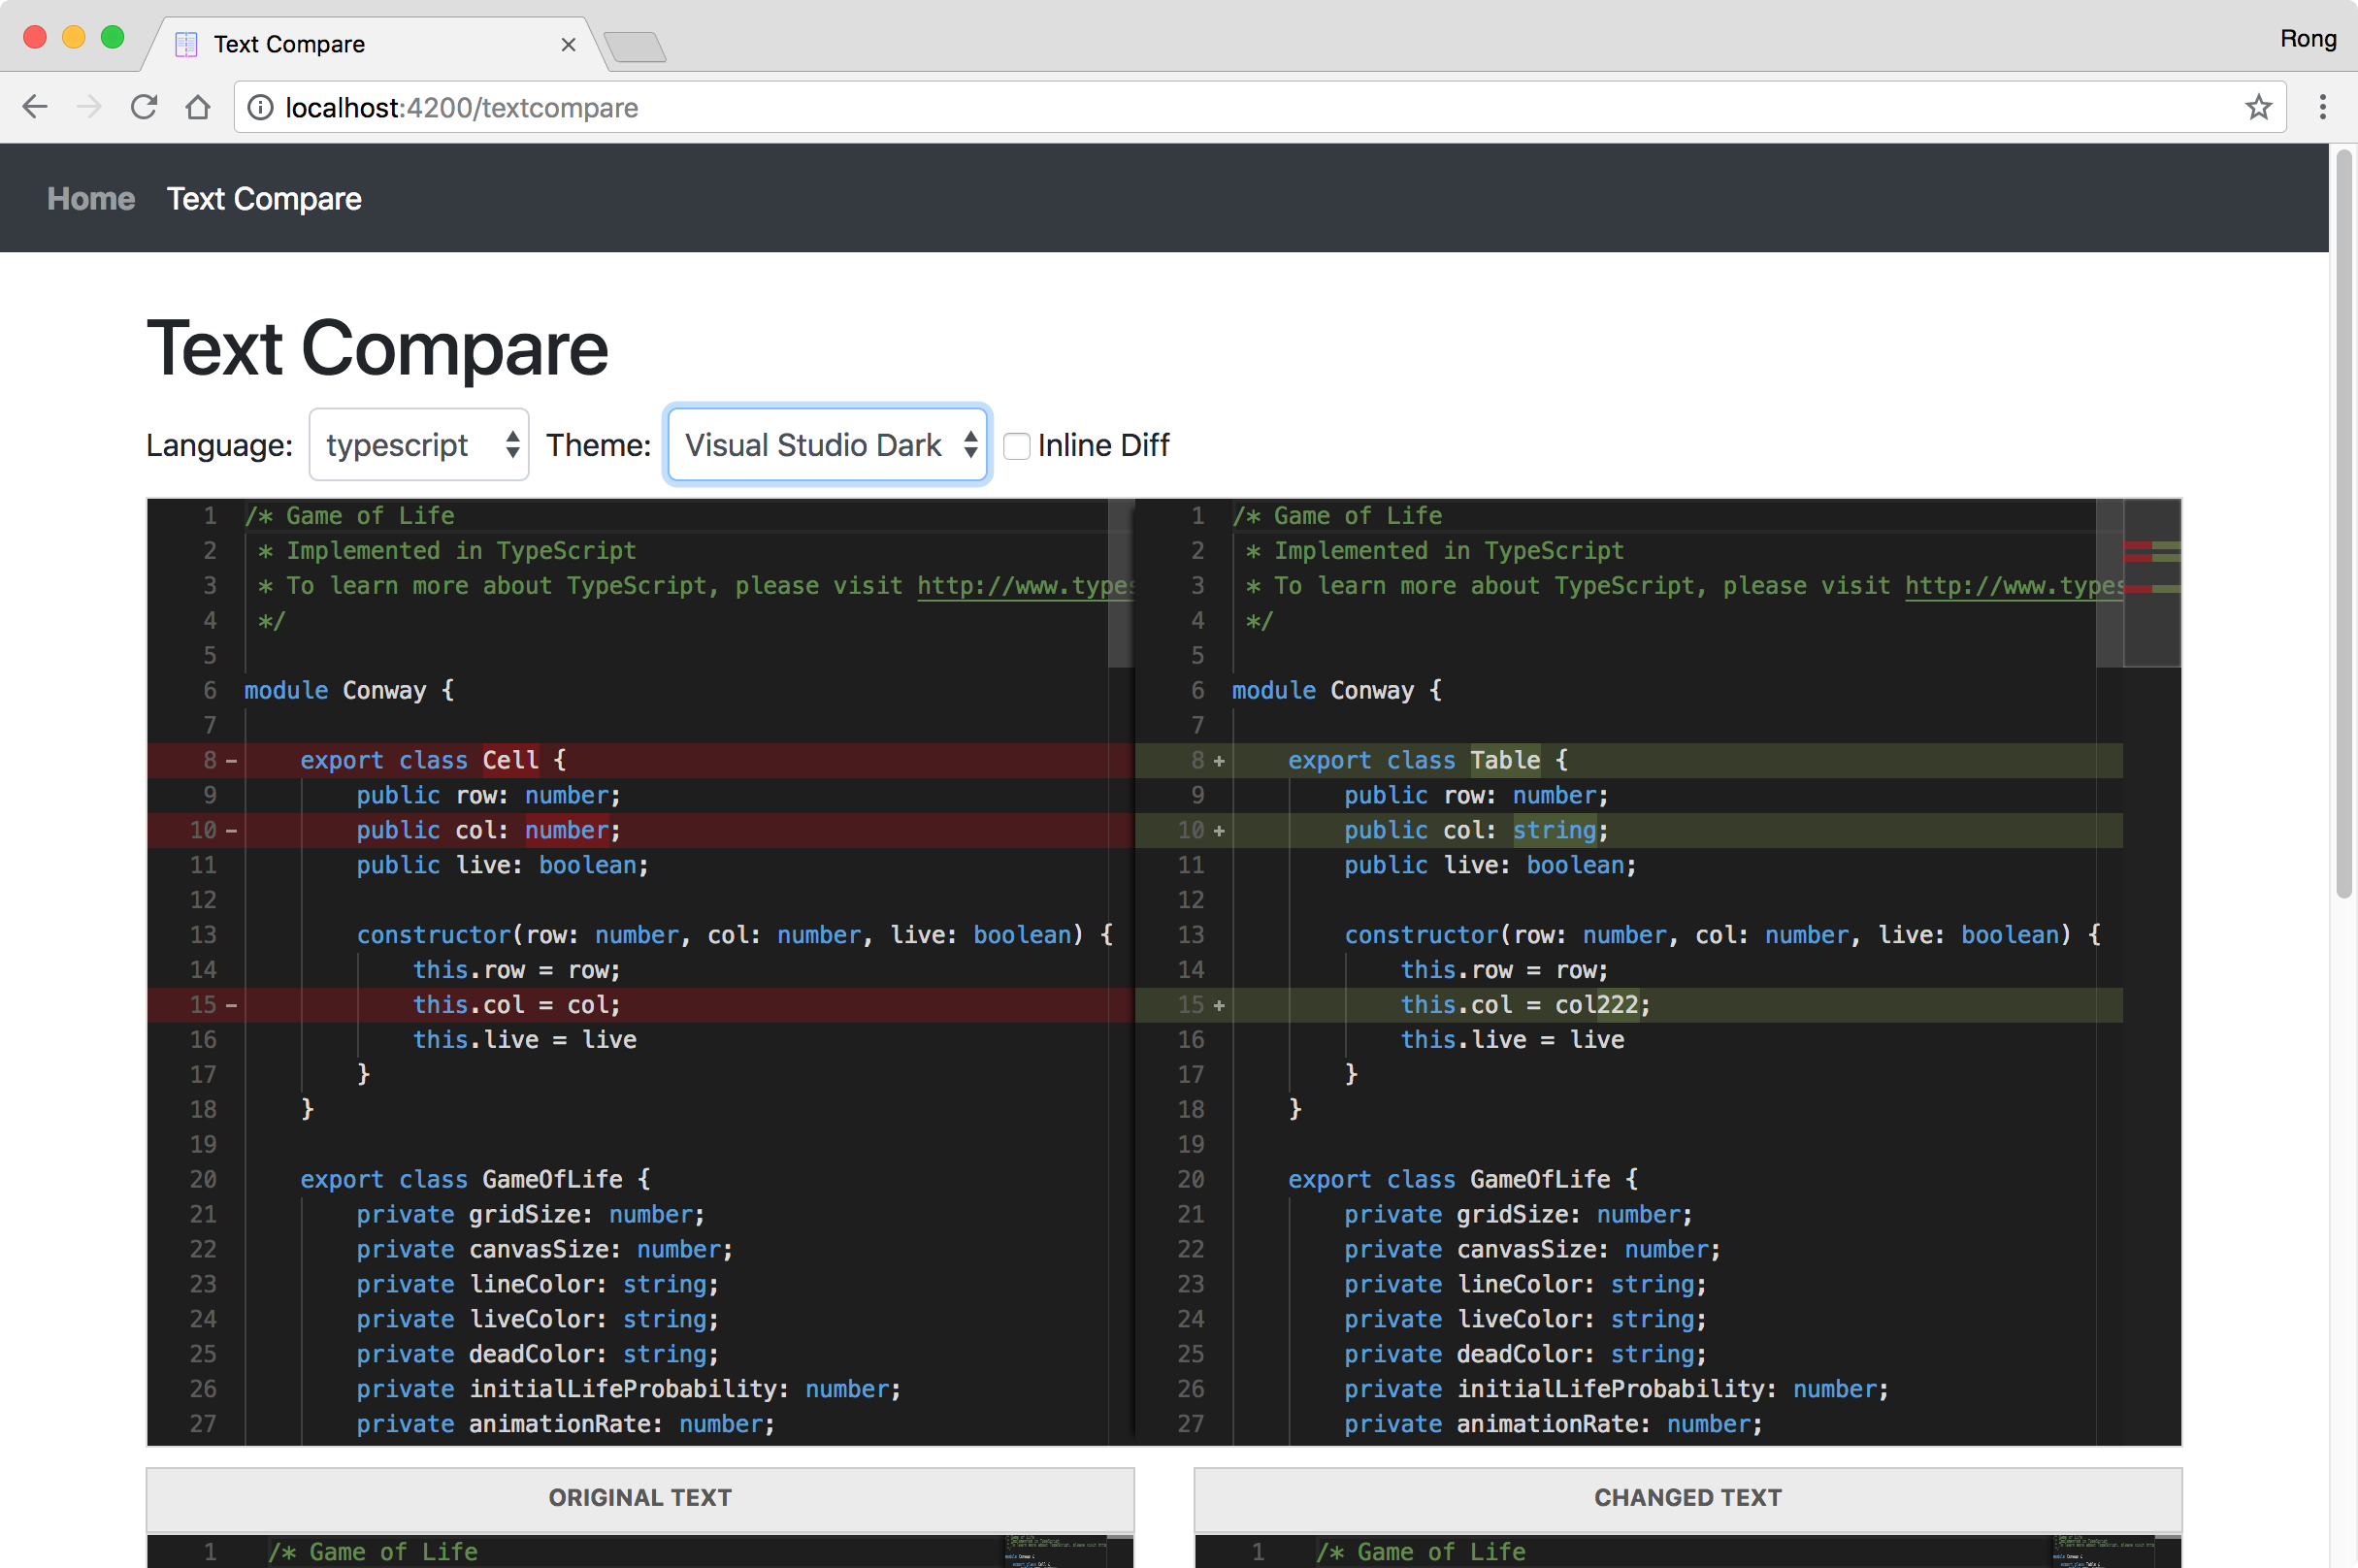 Text Compare
Rong
localhost:4200/textcompare
Home Text Compare
Text Compare
Language: typescript Theme: Visual Studio Dark Inline Diff
1 /* Game of Life
2 * Implemented in TypeScript
3 * To learn more about TypeScript, please visit http://www.types
4 */
5
6 module Conway {
7
8 - export class Cell {
9 public row: number;
10 - public col: number;
11 public live: boolean;
12
13 constructor(row: number, col: number, live: boolean) {
14 this.row = row;
15 - this.col = col;
16 this.live = live
17 }
18 }
19
20 export class GameOfLife {
21 private gridSize: number;
22 private canvasSize: number;
23 private lineColor: string;
24 private liveColor: string;
25 private deadColor: string;
26 private initialLifeProbability: number;
27 private animationRate: number;
1 /* Game of Life
2 * Implemented in TypeScript
3 * To learn more about TypeScript, please visit http://www.types
4 */
5
6 module Conway {
7
8 + export class Table {
9 public row: number;
10 + public col: string;
11 public live: boolean;
12
13 constructor(row: number, col: number, live: boolean) {
14 this.row = row;
15 + this.col = col222;
16 this.live = live
17 }
18 }
19
20 export class GameOfLife {
21 private gridSize: number;
22 private canvasSize: number;
23 private lineColor: string;
24 private liveColor: string;
25 private deadColor: string;
26 private initialLifeProbability: number;
27 private animationRate: number;
ORIGINAL TEXT
1 /* Game of Life
CHANGED TEXT
1 /* Game of Life